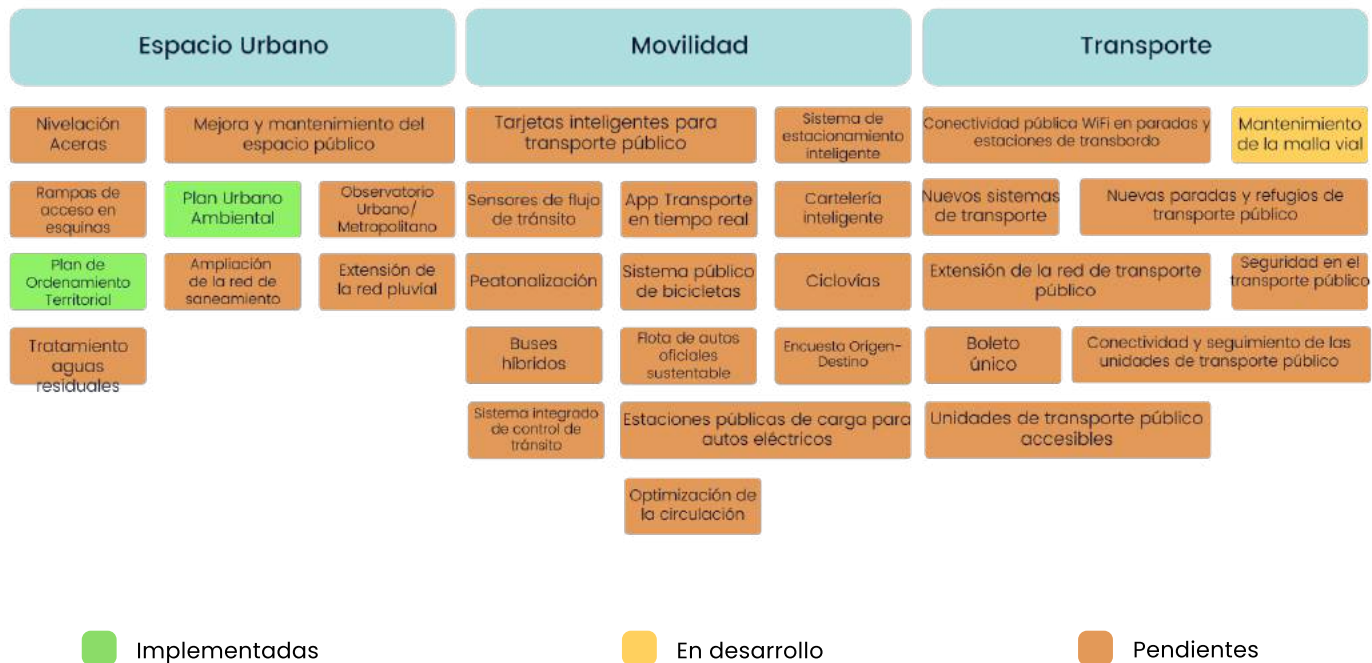 Espacio Urbano
Movilidad
Transporte
Nivelación
Aceras
Mejora y mantenimiento del
espacio público
Rampas de
acceso en
esquinas
Plan Urbano
Ambiental
Observatorio
Urbano/
Metropolitano
Plan de
Ordenamiento
Territorial
Ampliación
de la red de
saneamiento
Extensión de
la red pluvial
Tratamiento
aguas
residuales
Tarjetas inteligentes para
transporte público
Sistema de
estacionamiento
inteligente
Sensores de flujo
de tránsito
App Transporte
en tiempo real
Cartelería
inteligente
Peatonalización
Sistema público
de bicicletas
Ciclovías
Buses
híbridos
Flota de autos
oficiales
sustentable
Encuesta Origen-
Destino
Sistema integrado
de control de
tránsito
Estaciones públicas de carga para
autos eléctricos
Optimización de
la circulación
Conectividad pública WiFi en paradas y
estaciones de transbordo
Mantenimiento
de la malla vial
Nuevos sistemas
de transporte
Nuevas paradas y refugios de
transporte público
Extensión de la red de transporte
público
Seguridad en el
transporte público
Boleto
único
Conectividad y seguimiento de las
unidades de transporte público
Unidades de transporte público
accesibles
Implementadas
En desarrollo
Pendientes